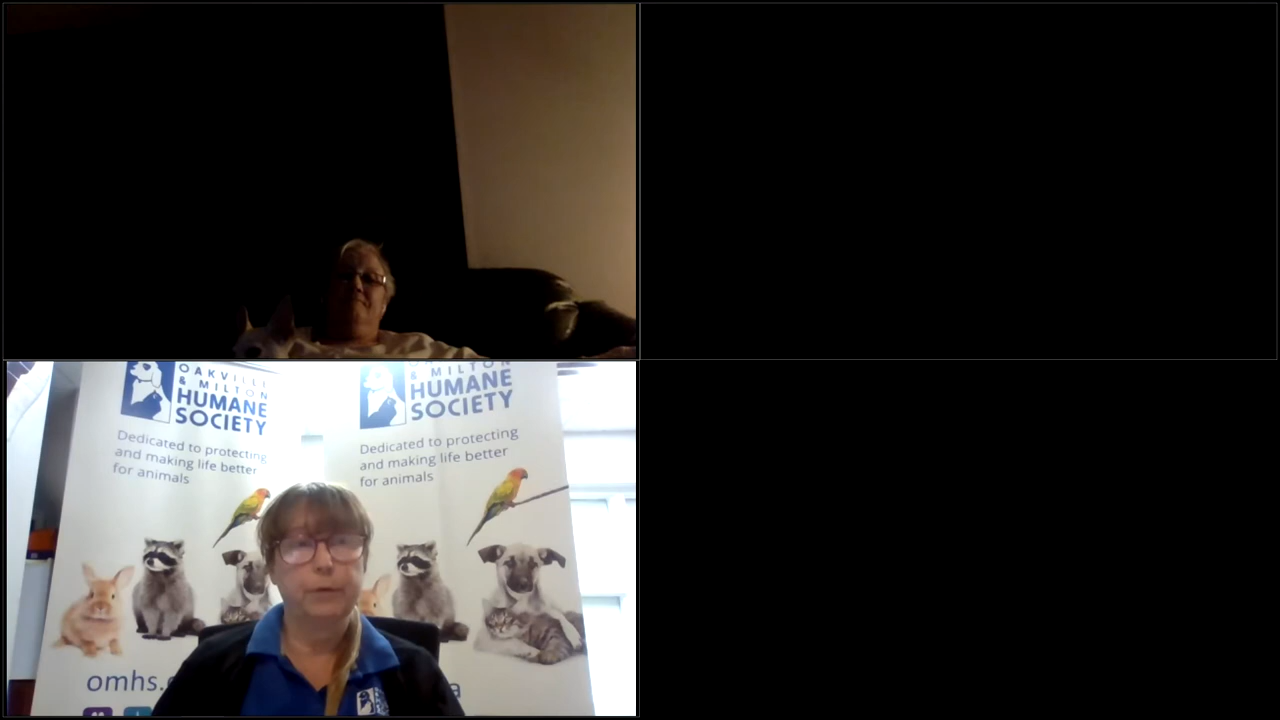 OAKVILLE
& MILTON
HUMANE
SOCIETY
Dedicated to protecting
and making life better
for animals
& MILTON
HUMANE
SOCIETY
Dedicated to protecting
and making life better
for animals
omhs.
a